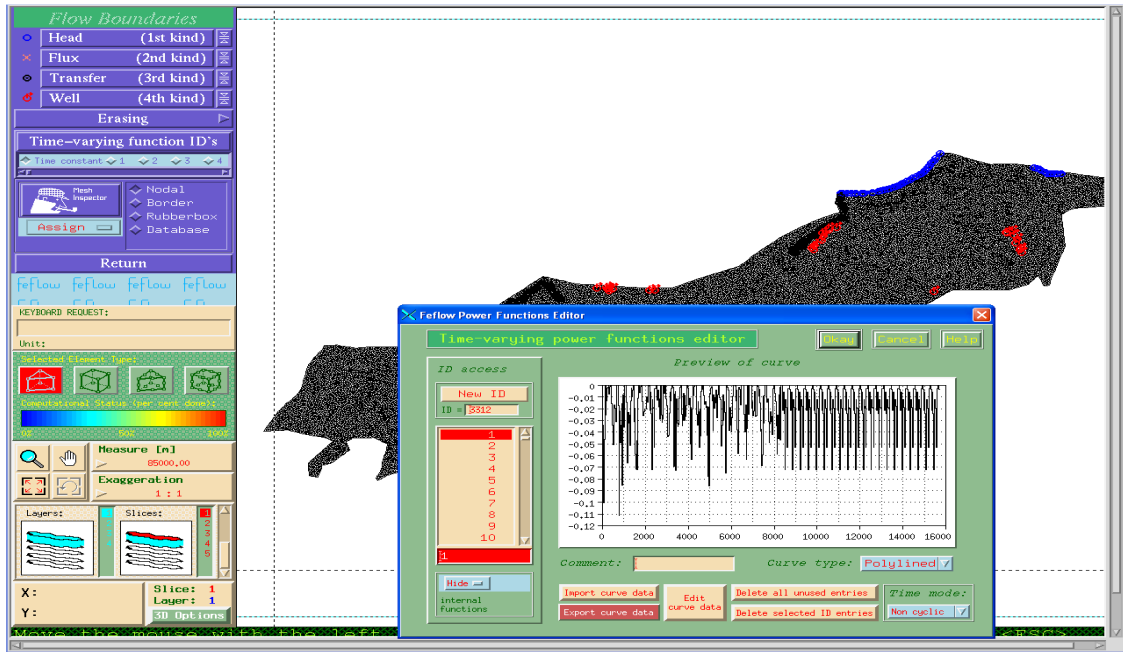 Flow Boundaries
Head (1st kind)
Flux (2nd kind)
Transfer (3rd kind)
Well (4th kind)
Erasing
Time-varying function ID's
Time constant 1 2 3 4
Mesh Inspector
Nodal
Border
Rubberbox
Database
Assign
Return
feflow feflow feflow feflow
KEYBOARD REQUEST:
Unit:
Selected Element Type:
Computational Status (per cent done):
0% 50% 100%
Measure [m]
85000.00
Exaggeration
1 : 1
Layers: Slices:
1
2
3
4
5
X:
Y:
Slice: 1
Layer: 1
3D Options
Move the mouse with the left
<ESC>
Feflow Power Functions Editor
Time-varying power functions editor
Okay Cancel Help
ID access
New ID
ID = 3312
1
2
3
4
5
6
7
8
9
10
1
Hide
internal
functions
Preview of curve
0
-0.01
-0.02
-0.03
-0.04
-0.05
-0.06
-0.07
-0.08
-0.09
-0.1
-0.11
-0.12
0 2000 4000 6000 8000 10000 12000 14000 16000
Comment:
Curve type: Polylined
Import curve data
Export curve data
Edit
curve data
Delete all unused entries
Delete selected ID entries
Time mode:
Non cyclic